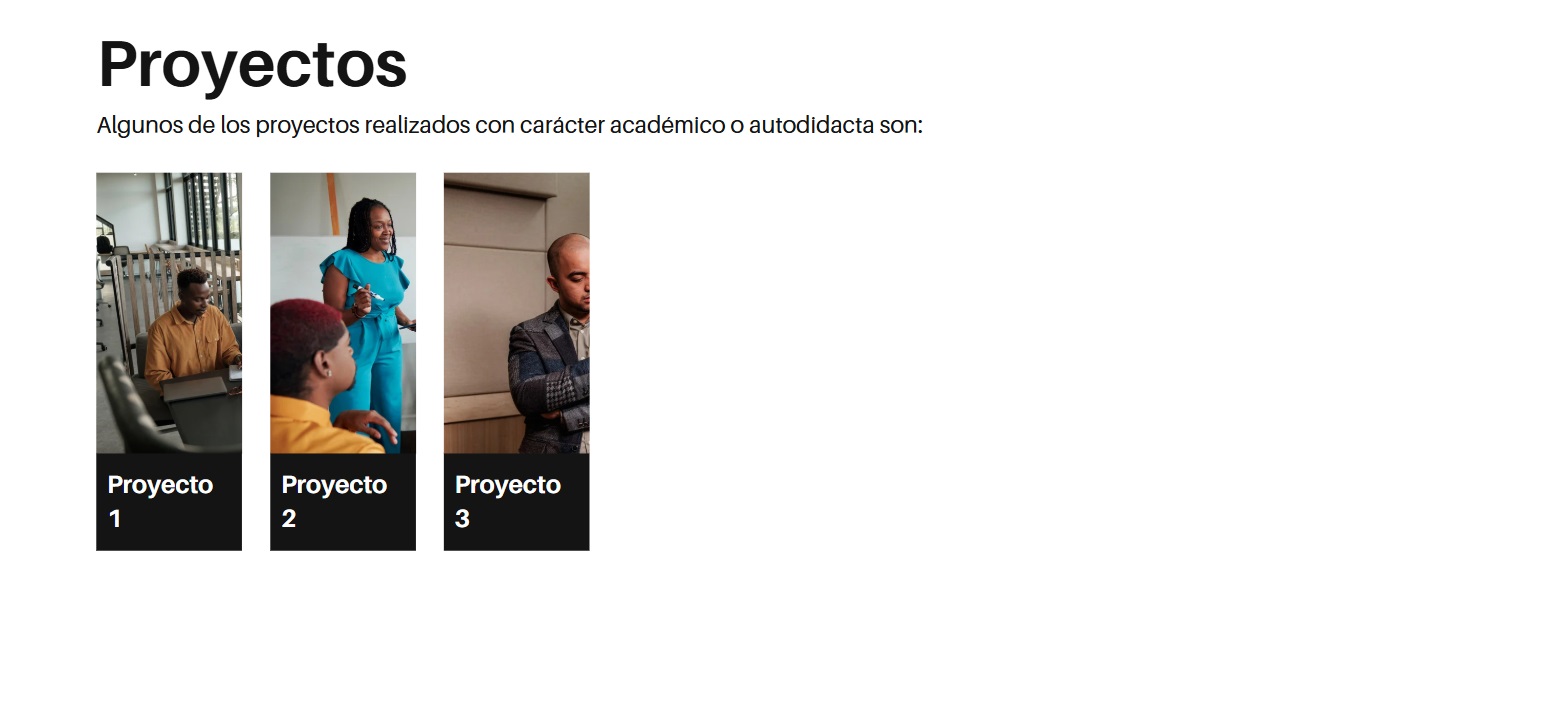 Proyectos
Algunos de los proyectos realizados con carácter académico o autodidacta son:
Proyecto
1
Proyecto
2
Proyecto
3